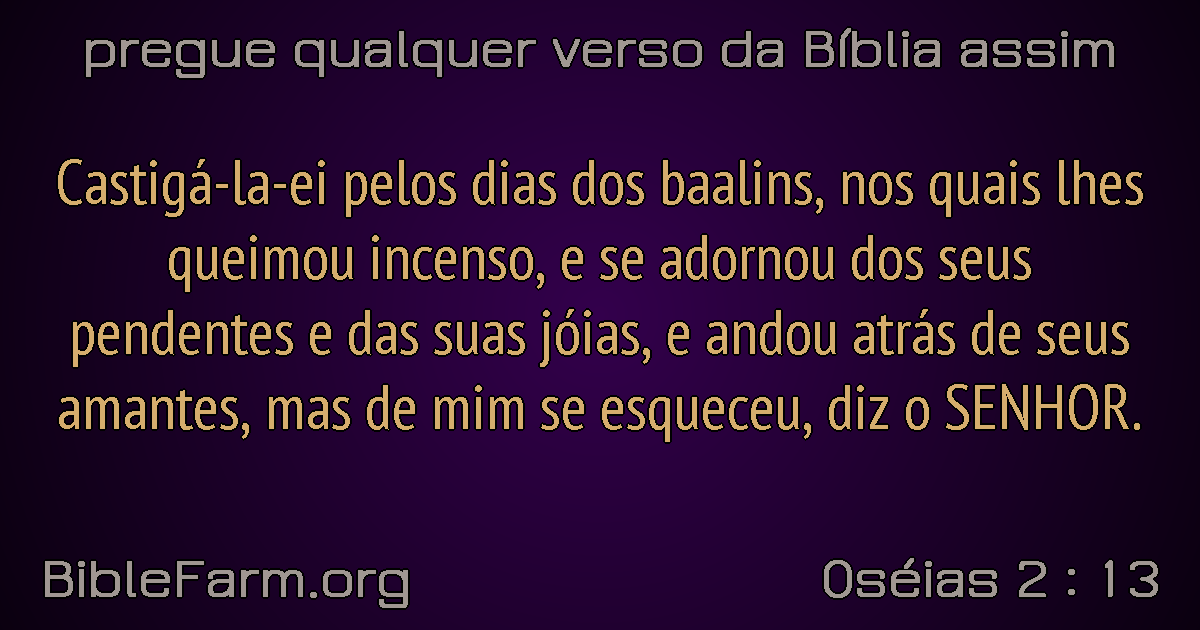 pregue qualquer verso da Bíblia assim
Castigá-la-ei pelos dias dos baalins, nos quais lhes
queimou incenso, e se adornou dos seus
pendentes e das suas jóias, e andou atrás de seus
amantes, mas de mim se esqueceu, diz o SENHOR.
BibleFarm.org
Oséias 2 : 13